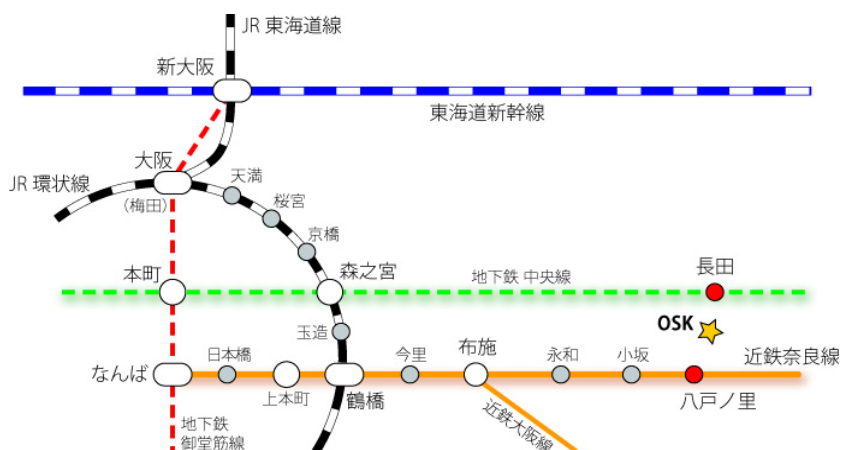 JR 東海道線
新大阪
東海道新幹線
大阪
天満
JR 環状線
（梅田）
桜宮
京橋
本町
森之宮
地下鉄 中央線
長田
玉造
OSK
日本橋
今里
布施
永和
小坂
近鉄奈良線
なんば
上本町
鶴橋
八戸ノ里
近鉄大阪線
地下鉄
御堂筋線